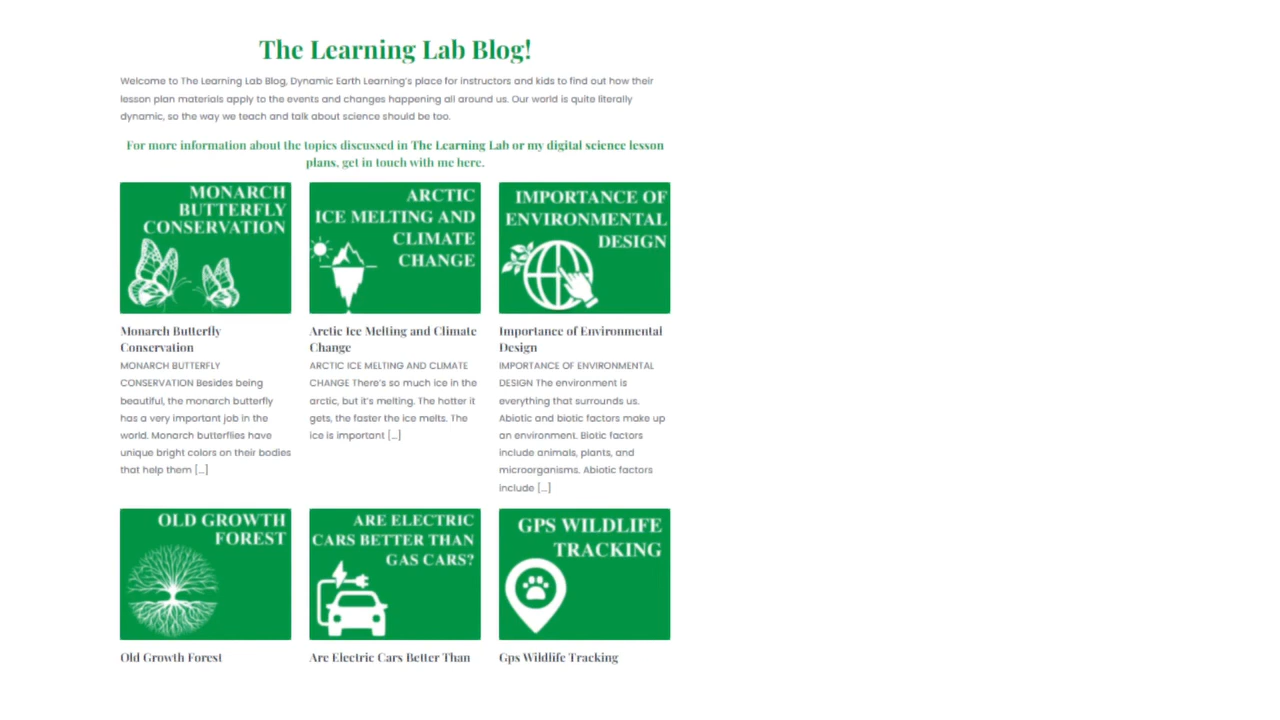 The Learning Lab Blog!
Welcome to The Learning Lab Blog, Dynamic Earth Learning's place for instructors and kids to find out how their
lesson plan materials apply to the events and changes happening all around us. Our world is quite literally
dynamic, so the way we teach and talk about science should be too.
For more information about the topics discussed in The Learning Lab or my digital science lesson
plans, get in touch with me here.
MONARCH
BUTTERFLY
CONSERVATION
Monarch Butterfly
Conservation
MONARCH BUTTERFLY
CONSERVATION Besides being
beautiful, the monarch butterfly
has a very important job in the
world. Monarch butterflies have
unique bright colors on their bodies
that help them [...]
ARCTIC
ICE MELTING AND
CLIMATE
CHANGE
Arctic Ice Melting and Climate
Change
ARCTIC ICE MELTING AND CLIMATE
CHANGE There's so much ice in the
arctic, but it's melting. The hotter it
gets, the faster the ice melts. The
ice is important [...]
IMPORTANCE OF
ENVIRONMENTAL
DESIGN
Importance of Environmental
Design
IMPORTANCE OF ENVIRONMENTAL
DESIGN The environment is
everything that surrounds us.
Abiotic and biotic factors make up
an environment. Biotic factors
include animals, plants, and
microorganisms. Abiotic factors
include [...]
OLD GROWTH
FOREST
Old Growth Forest
ARE ELECTRIC
CARS BETTER THAN
GAS CARS?
Are Electric Cars Better Than
GPS WILDLIFE
TRACKING
Gps Wildlife Tracking